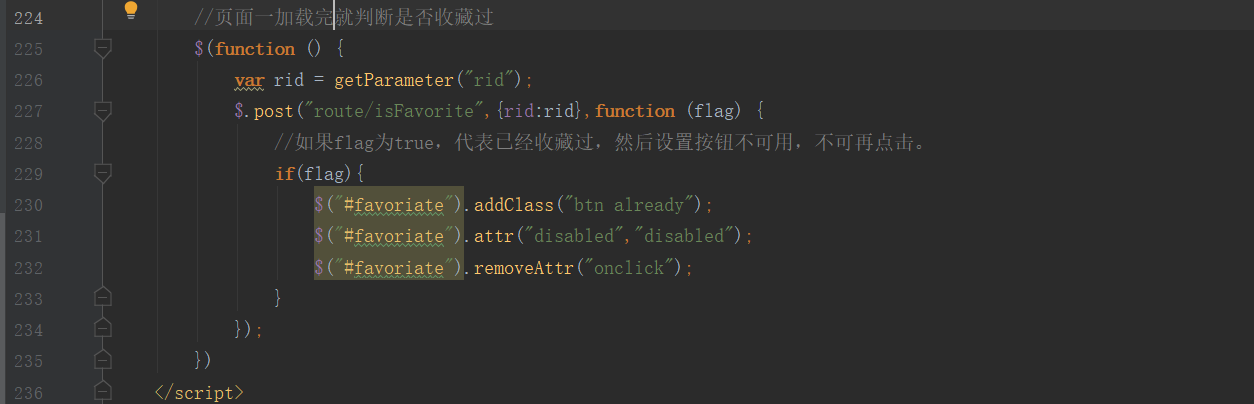 224 //页面一加载完就判断是否收藏过
225 $(function () {
226 var rid = getParameter("rid");
227 $.post("route/isFavorite",{rid:rid},function (flag) {
228 //如果flag为true，代表已经收藏过，然后设置按钮不可用，不可再点击。
229 if(flag){
230 $("#favoriate").addClass("btn already");
231 $("#favoriate").attr("disabled","disabled");
232 $("#favoriate").removeAttr("onclick");
233 }
234 });
235 })
236 </script>